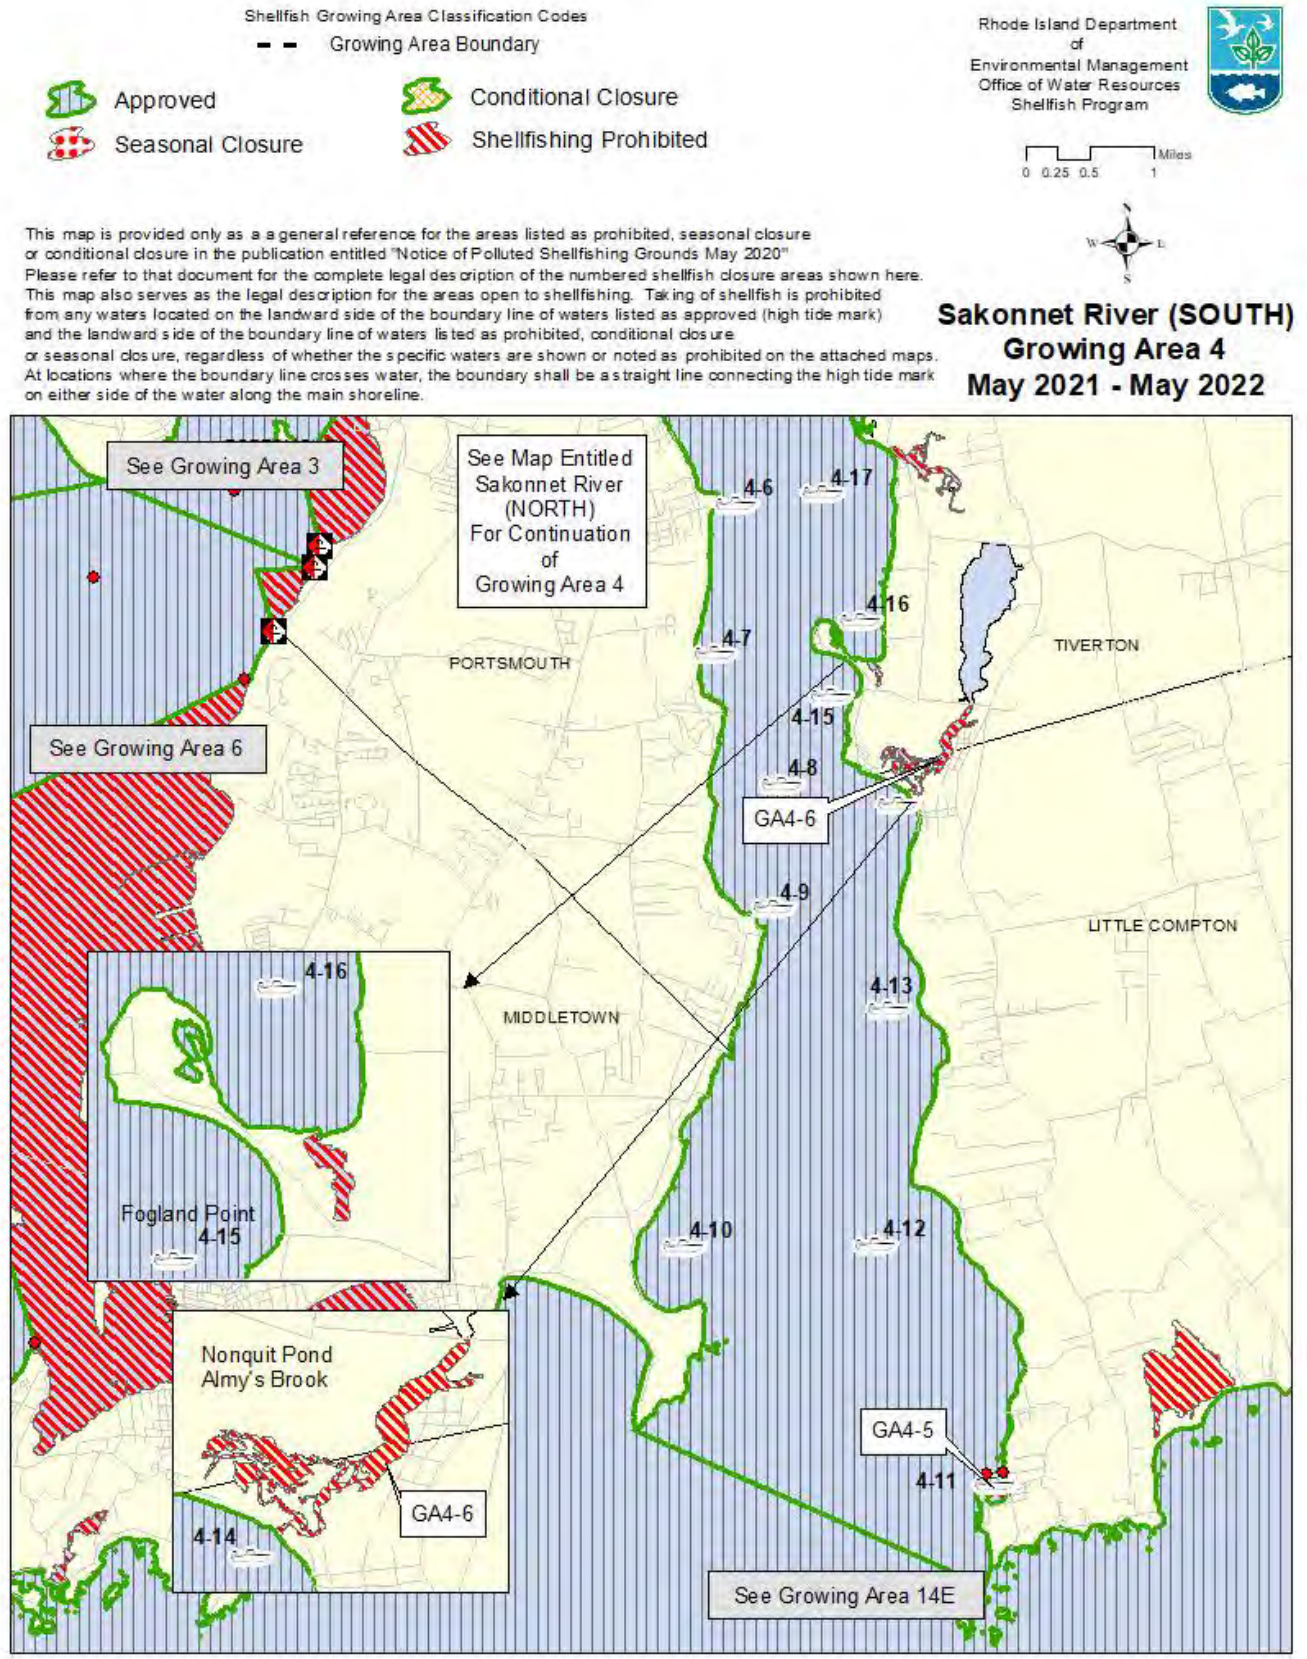 Shellfish Growing Area Classification Codes
Growing Area Boundary
Approved
Conditional Closure
Seasonal Closure
Shellfishing Prohibited
Rhode Island Department
of
Environmental Management
Office of Water Resources
Shellfish Program
Miles
0 0.25 0.5 1
N
W E
S
This map is provided only as a a general reference for the areas listed as prohibited, seasonal closure
or conditional closure in the publication entitled "Notice of Polluted Shellfishing Grounds May 2020"
Please refer to that document for the complete legal description of the numbered shellfish closure areas shown here.
This map also serves as the legal description for the areas open to shellfishing. Taking of shellfish is prohibited
from any waters located on the landward side of the boundary line of waters listed as approved (high tide mark)
and the landward side of the boundary line of waters listed as prohibited, conditional closure
or seasonal closure, regardless of whether the specific waters are shown or noted as prohibited on the attached maps.
At locations where the boundary line crosses water, the boundary shall be a straight line connecting the high tide mark
on either side of the water along the main shoreline.
Sakonnet River (SOUTH)
Growing Area 4
May 2021 - May 2022
See Growing Area 3
See Map Entitled
Sakonnet River
(NORTH)
For Continuation
of
Growing Area 4
4-6
4-17
4-16
4-7
TIVERTON
PORTSMOUTH
4-15
See Growing Area 6
4-8
GA4-6
4-9
LITTLE COMPTON
4-16
4-13
MIDDLETOWN
Fogland Point
4-15
4-10
4-12
Nonquit Pond
Almy's Brook
GA4-5
4-11
GA4-6
4-14
See Growing Area 14E